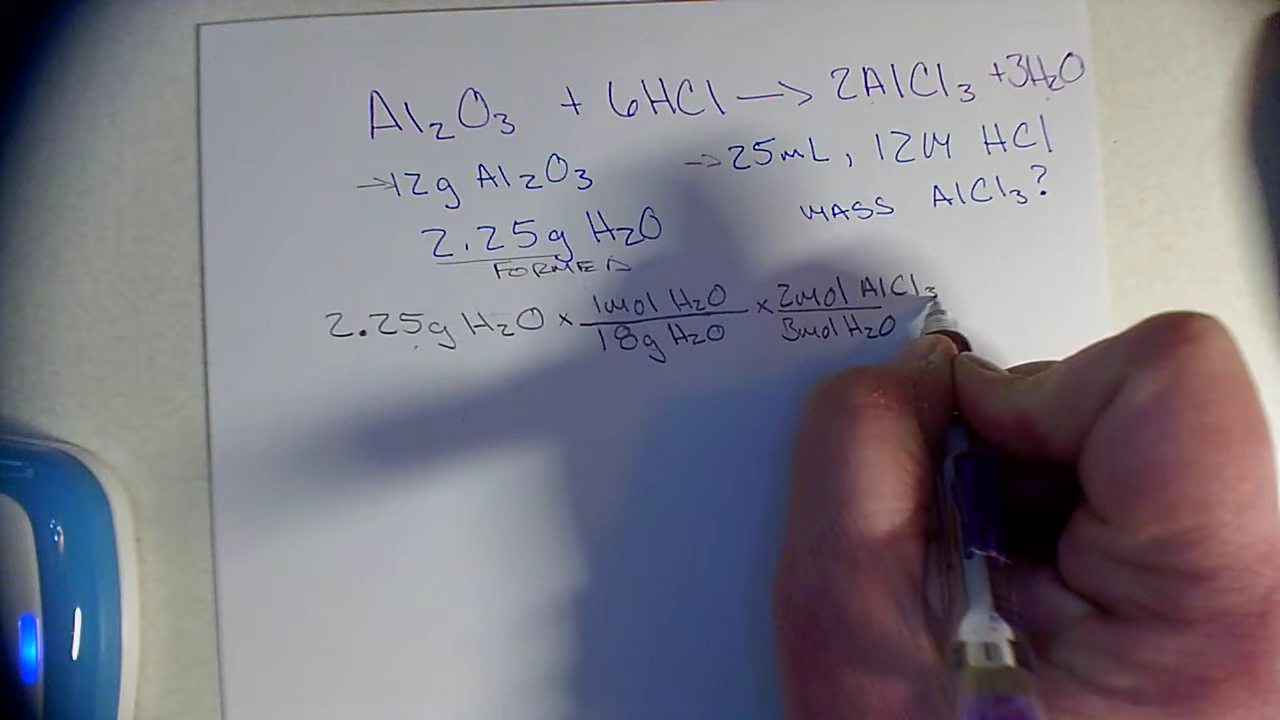 Al₂O₃ + 6HCl → 2AlCl₃ + 3H₂O
→12g Al₂O₃ →25mL, 12M HCl
2.25g H₂O MASS AlCl₃?
FORMED
2.25g H₂O × 1mol H₂O / 18g H₂O × 2mol AlCl₃ / 3mol H₂O